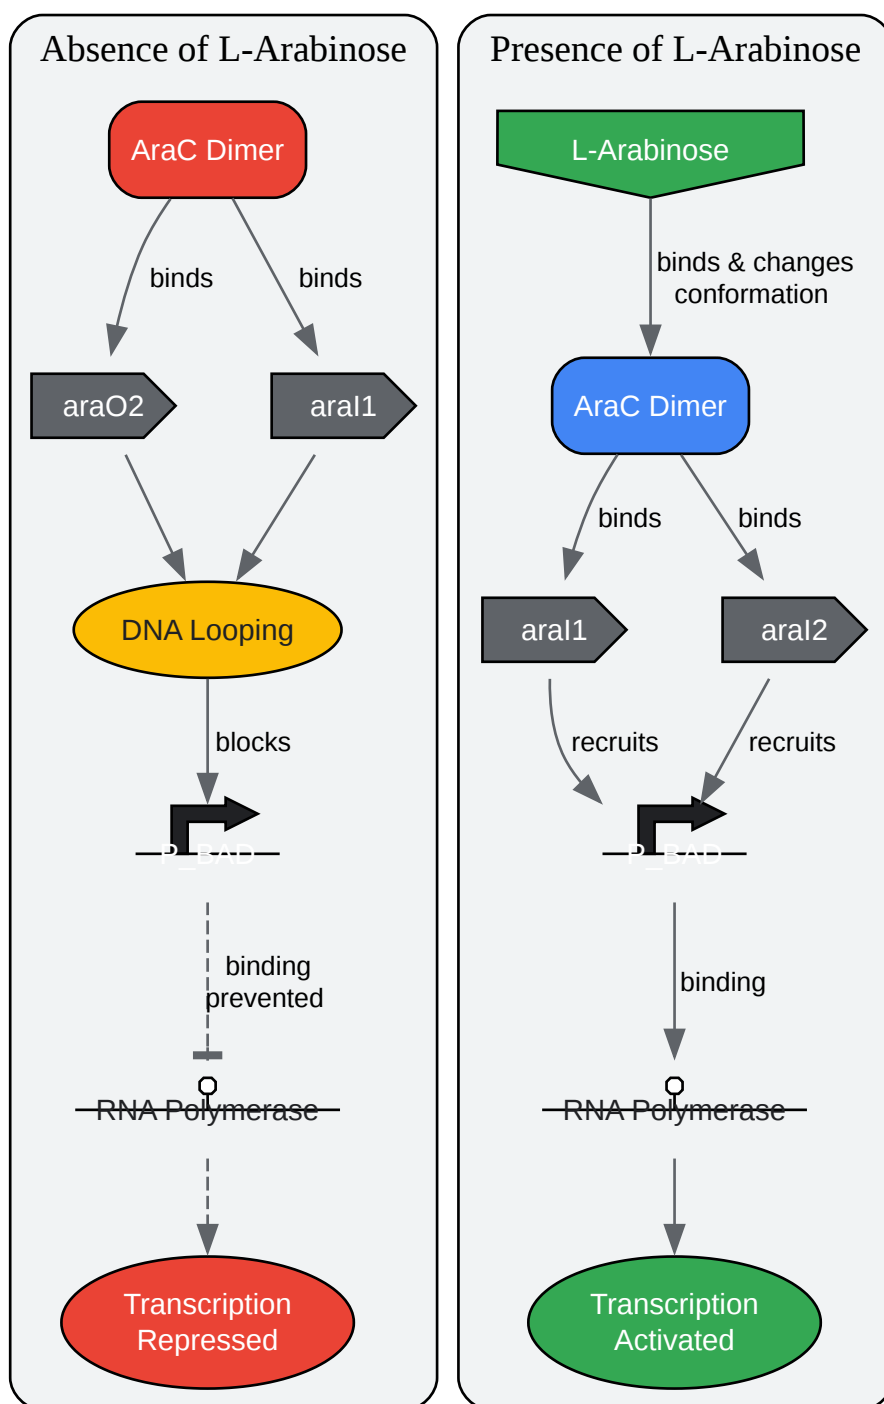 Absence of L-Arabinose
AraC Dimer
binds
binds
araO2
araI1
DNA Looping
blocks
P_BAD
binding
prevented
RNA Polymerase
Transcription
Repressed
Presence of L-Arabinose
L-Arabinose
binds & changes
conformation
AraC Dimer
binds
binds
araI1
araI2
recruits
recruits
P_BAD
binding
RNA Polymerase
Transcription
Activated